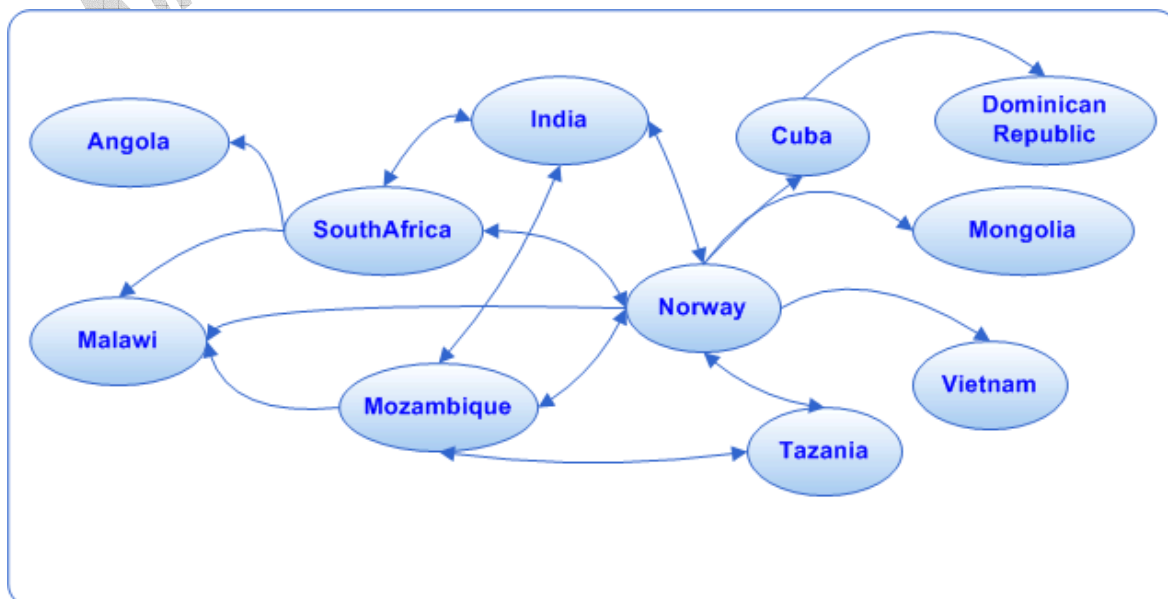 India
Dominican
Republic
Cuba
Angola
SouthAfrica
Mongolia
Norway
Malawi
Vietnam
Mozambique
Tazania